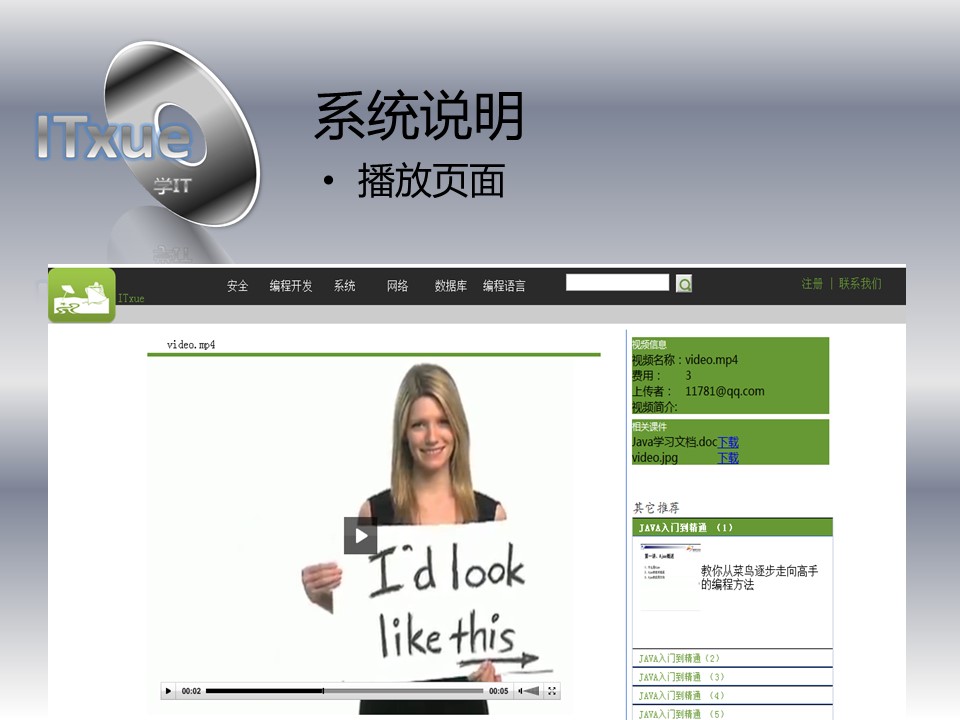 ITxue
学IT
系统说明
• 播放页面
ITxue
安全 编程开发 系统 网络 数据库 编程语言
注册 | 联系我们
video.mp4
视频信息
视频名称：video.mp4
费用： 3
上传者： 11781@qq.com
视频简介:
相关课件
Java学习文档.doc下载
video.jpg 下载
其它推荐
JAVA入门到精通 （1）
教你从菜鸟逐步走向高手
的编程方法
JAVA入门到精通（2）
JAVA入门到精通 （3）
JAVA入门到精通 （4）
JAVA入门到精通 （5）
I'd look
like this
00:02
00:05